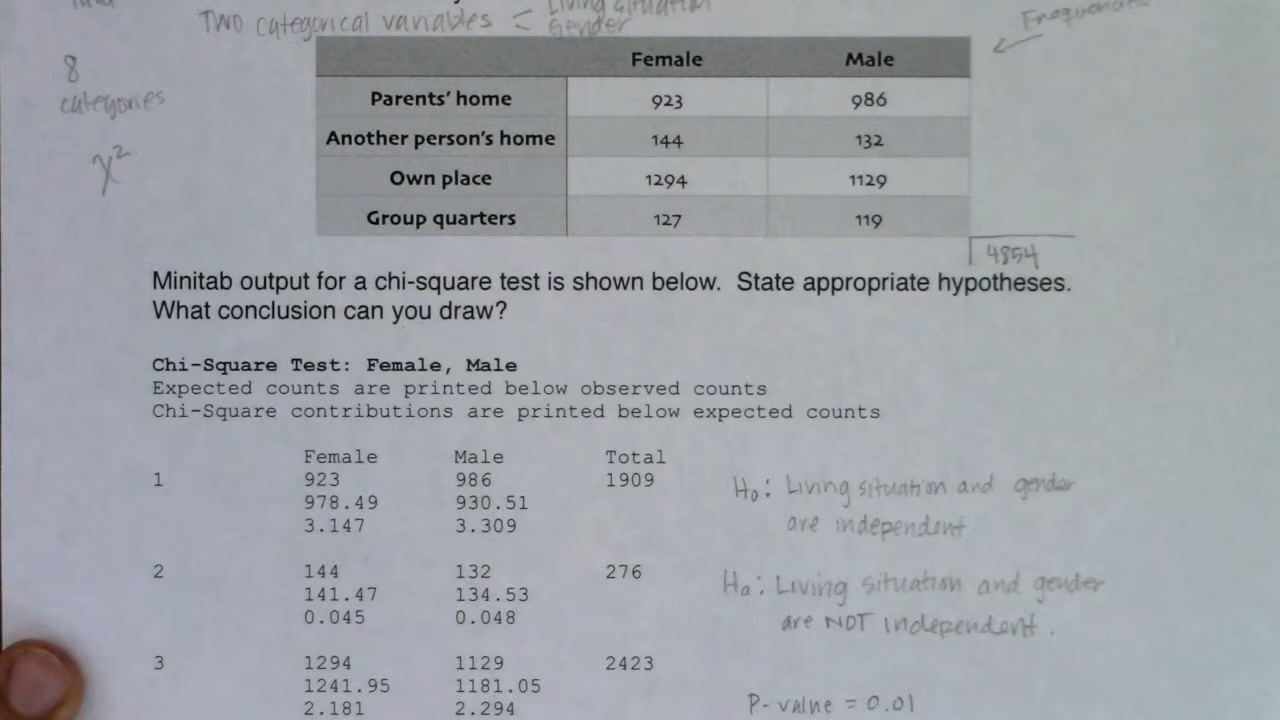 Living situation
Two categorical variables = Gender
8
categories
χ²
Female Male
Parents' home 923 986
Another person's home 144 132
Own place 1294 1129
Group quarters 127 119
4854
Minitab output for a chi-square test is shown below. State appropriate hypotheses.
What conclusion can you draw?
Chi-Square Test: Female, Male
Expected counts are printed below observed counts
Chi-Square contributions are printed below expected counts
Female Male Total
1 923 986 1909
978.49 930.51
3.147 3.309
H₀: Living situation and gender
are independent
2 144 132 276
141.47 134.53
0.045 0.048
Hₐ: Living situation and gender
are NOT independent.
3 1294 1129 2423
1241.95 1181.05
2.181 2.294
P-value = 0.01